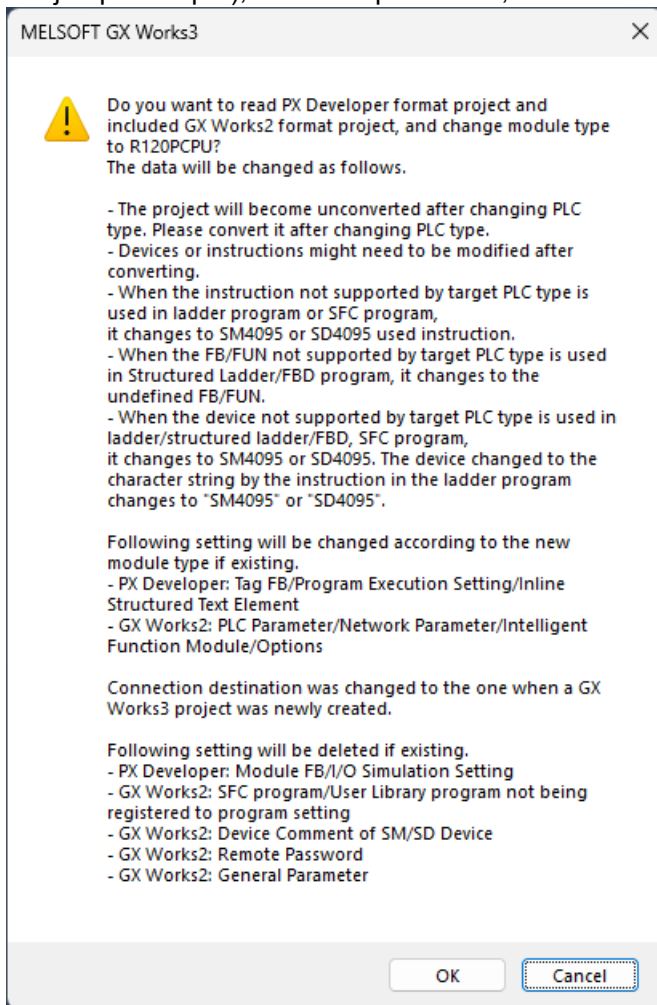 MELSOFT GX Works3
Do you want to read PX Developer format project and
included GX Works2 format project, and change module type
to R120PCPU?
The data will be changed as follows.
- The project will become unconverted after changing PLC
type. Please convert it after changing PLC type.
- Devices or instructions might need to be modified after
converting.
- When the instruction not supported by target PLC type is
used in ladder program or SFC program,
it changes to SM4095 or SD4095 used instruction.
- When the FB/FUN not supported by target PLC type is used
in Structured Ladder/FBD program, it changes to the
undefined FB/FUN.
- When the device not supported by target PLC type is used in
ladder/structured ladder/FBD, SFC program,
it changes to SM4095 or SD4095. The device changed to the
character string by the instruction in the ladder program
changes to "SM4095" or "SD4095".
Following setting will be changed according to the new
module type if existing.
- PX Developer: Tag FB/Program Execution Setting/Inline
Structured Text Element
- GX Works2: PLC Parameter/Network Parameter/Intelligent
Function Module/Options
Connection destination was changed to the one when a GX
Works3 project was newly created.
Following setting will be deleted if existing.
- PX Developer: Module FB/I/O Simulation Setting
- GX Works2: SFC program/User Library program not being
registered to program setting
- GX Works2: Device Comment of SM/SD Device
- GX Works2: Remote Password
- GX Works2: General Parameter
OK
Cancel